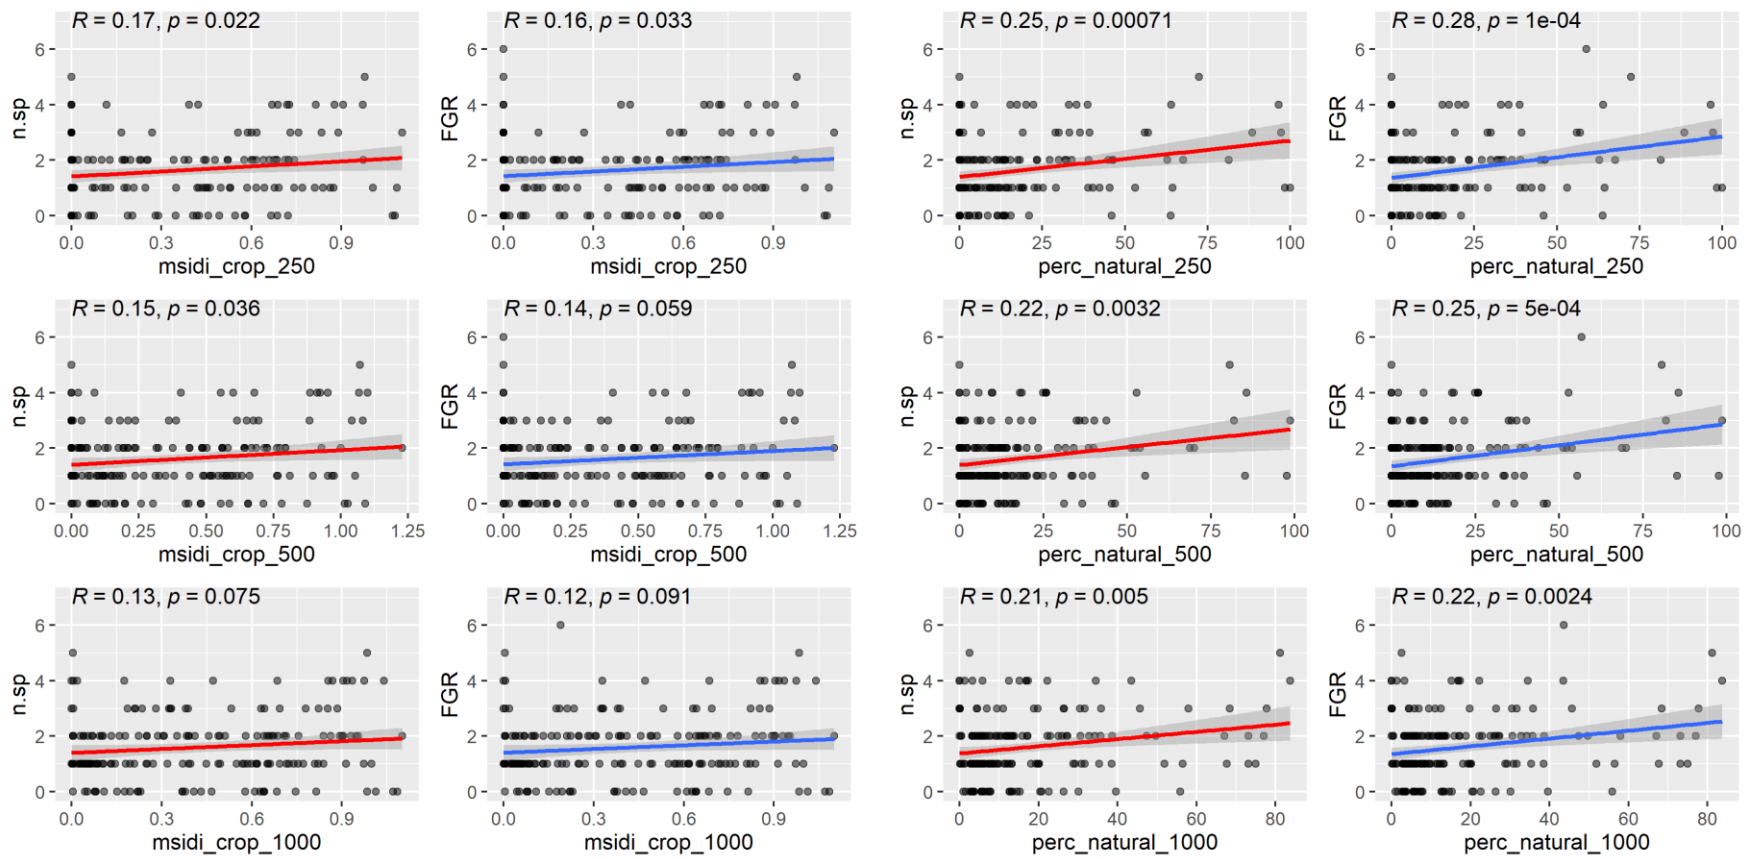 R = 0.17, p = 0.022
n.sp
6
4
2
0
0.0 0.3 0.6 0.9
msidi_crop_250
R = 0.16, p = 0.033
FGR
6
4
2
0
0.0 0.3 0.6 0.9
msidi_crop_250
R = 0.25, p = 0.00071
n.sp
6
4
2
0
0 25 50 75 100
perc_natural_250
R = 0.28, p = 1e-04
FGR
6
4
2
0
0 25 50 75 100
perc_natural_250
R = 0.15, p = 0.036
n.sp
6
4
2
0
0.00 0.25 0.50 0.75 1.00 1.25
msidi_crop_500
R = 0.14, p = 0.059
FGR
6
4
2
0
0.00 0.25 0.50 0.75 1.00 1.25
msidi_crop_500
R = 0.22, p = 0.0032
n.sp
6
4
2
0
0 25 50 75 100
perc_natural_500
R = 0.25, p = 5e-04
FGR
6
4
2
0
0 25 50 75 100
perc_natural_500
R = 0.13, p = 0.075
n.sp
6
4
2
0
0.0 0.3 0.6 0.9
msidi_crop_1000
R = 0.12, p = 0.091
FGR
6
4
2
0
0.0 0.3 0.6 0.9
msidi_crop_1000
R = 0.21, p = 0.005
n.sp
6
4
2
0
0 20 40 60 80
perc_natural_1000
R = 0.22, p = 0.0024
FGR
6
4
2
0
0 20 40 60 80
perc_natural_1000